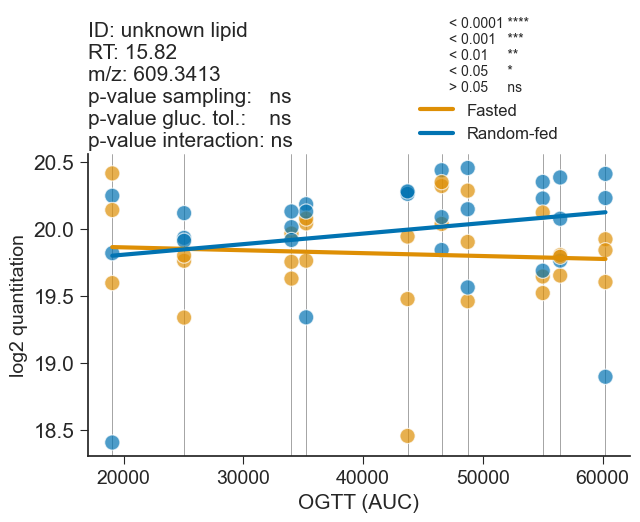 ID: unknown lipid
RT: 15.82
m/z: 609.3413
p-value sampling: ns
p-value gluc. tol.: ns
p-value interaction: ns
< 0.0001 ****
< 0.001 ***
< 0.01 **
< 0.05 *
> 0.05 ns
Fasted
Random-fed
20.5
20.0
19.5
19.0
18.5
log2 quantitation
20000 30000 40000 50000 60000
OGTT (AUC)